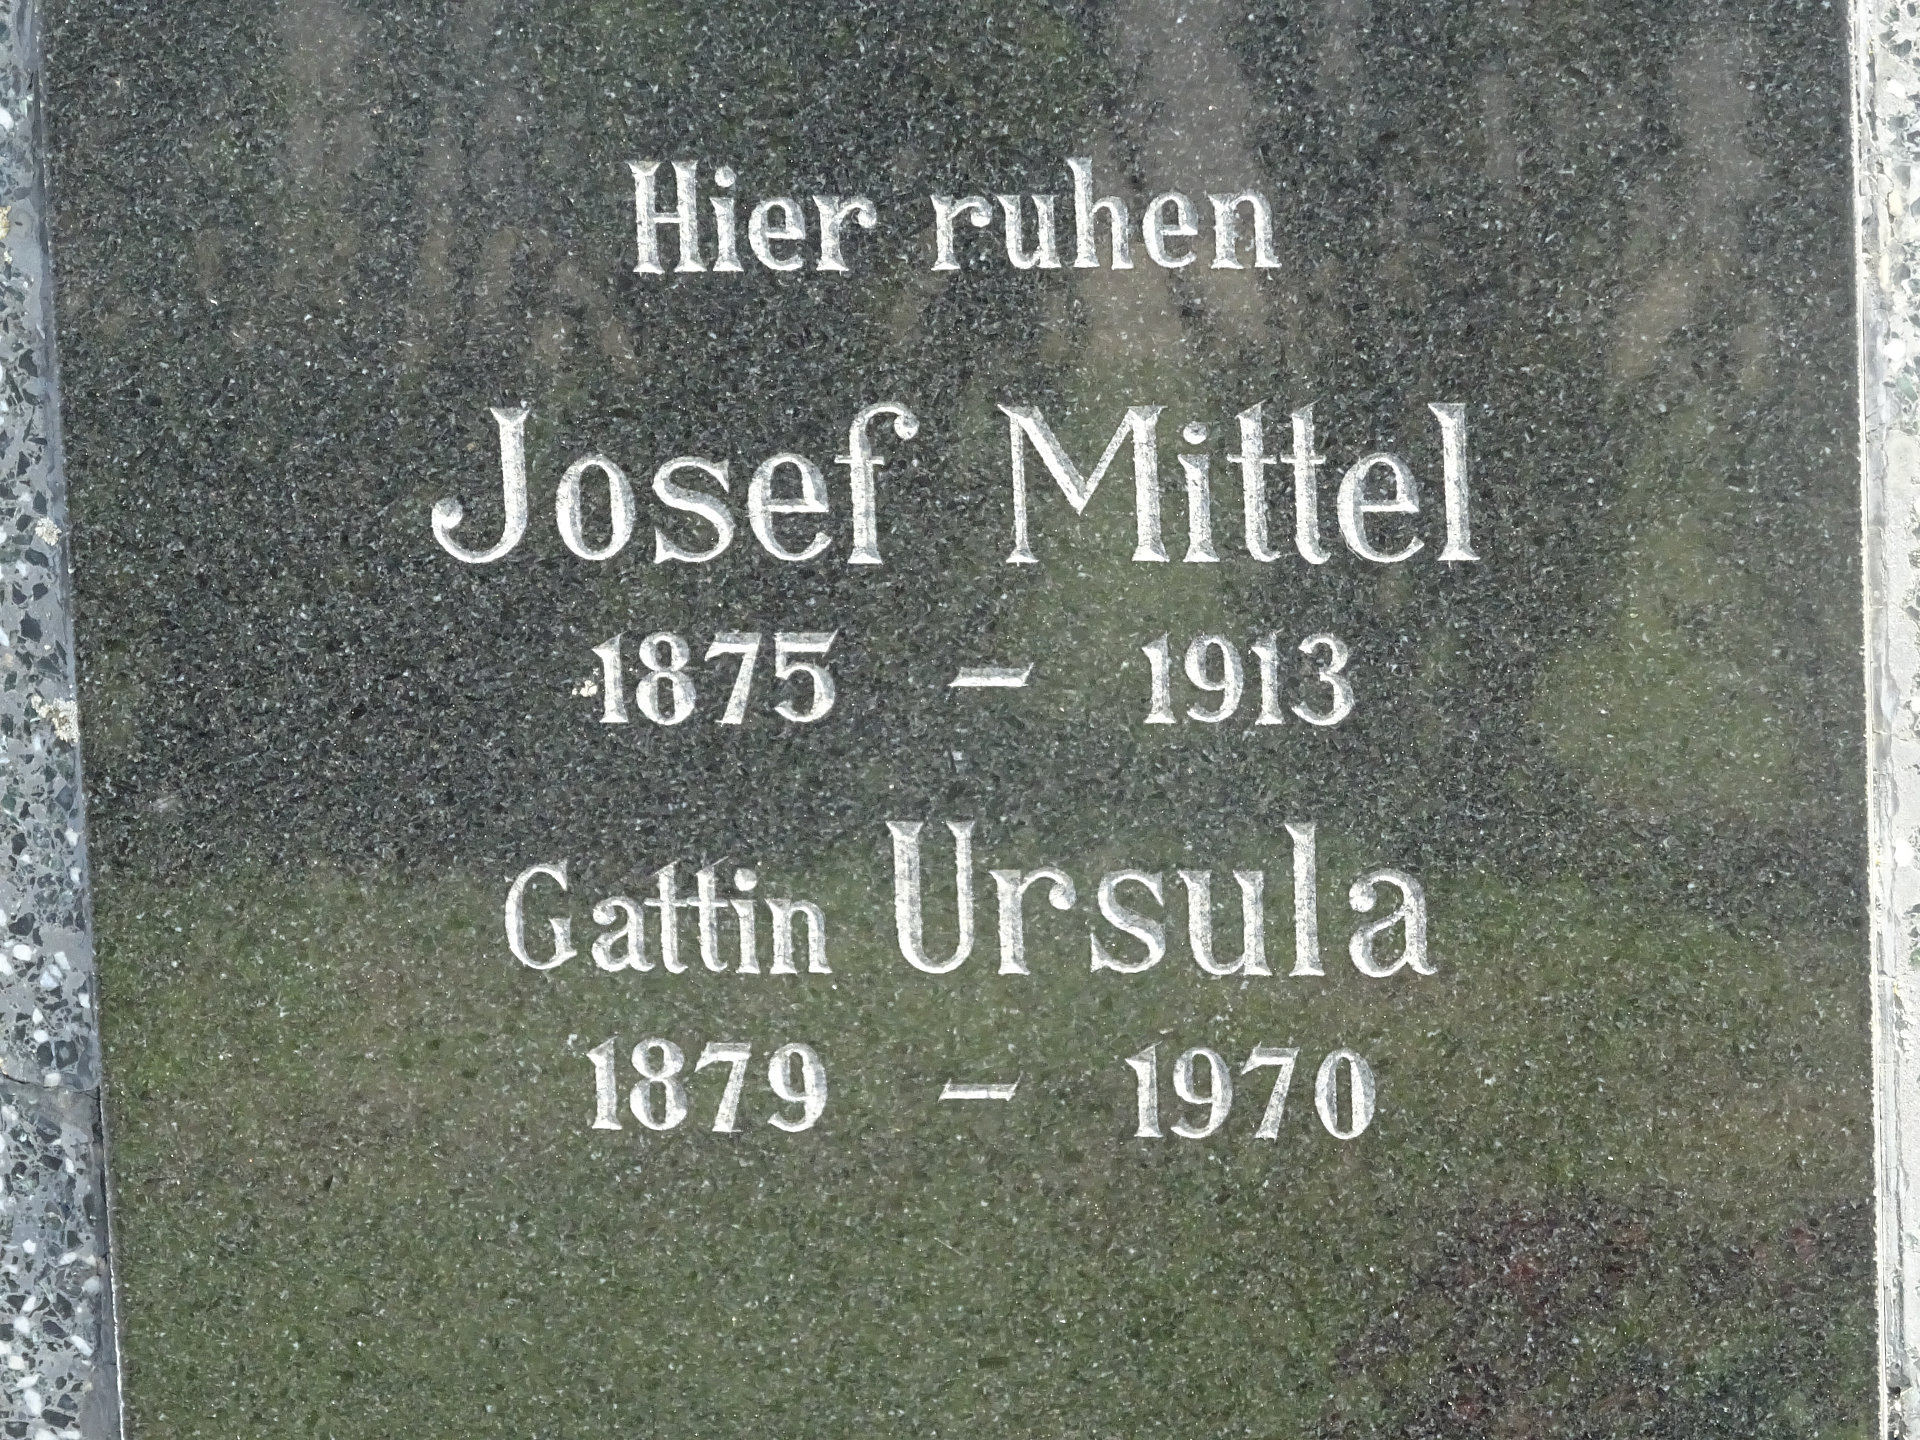 Hier ruhen
Josef Mittel
1875 – 1913
Gattin Ursula
1879 – 1970